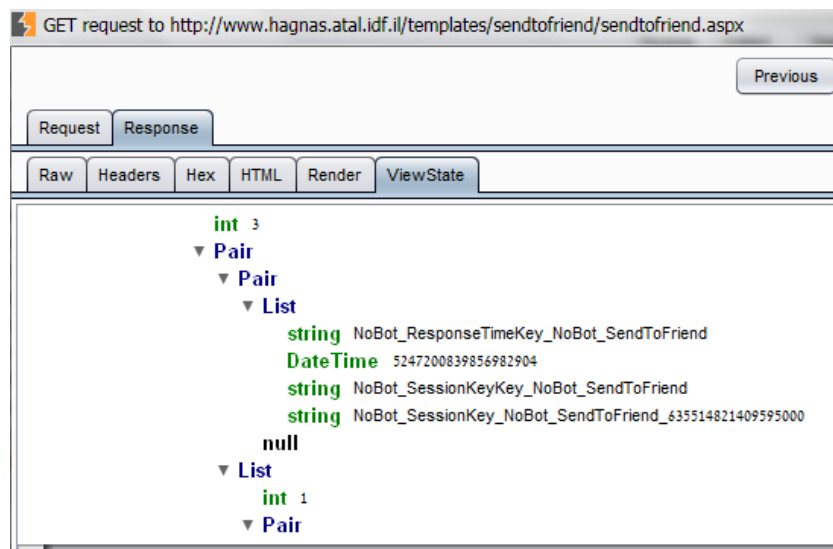 GET request to http://www.hagnas.atal.idf.il/templates/sendtofriend/sendtofriend.aspx
Previous
Request Response
Raw Headers Hex HTML Render ViewState
int 3
Pair
Pair
List
string NoBot_ResponseTimeKey_NoBot_SendToFriend
DateTime 5247200839856982904
string NoBot_SessionKeyKey_NoBot_SendToFriend
string NoBot_SessionKey_NoBot_SendToFriend_635514821409595000
null
List
int 1
Pair